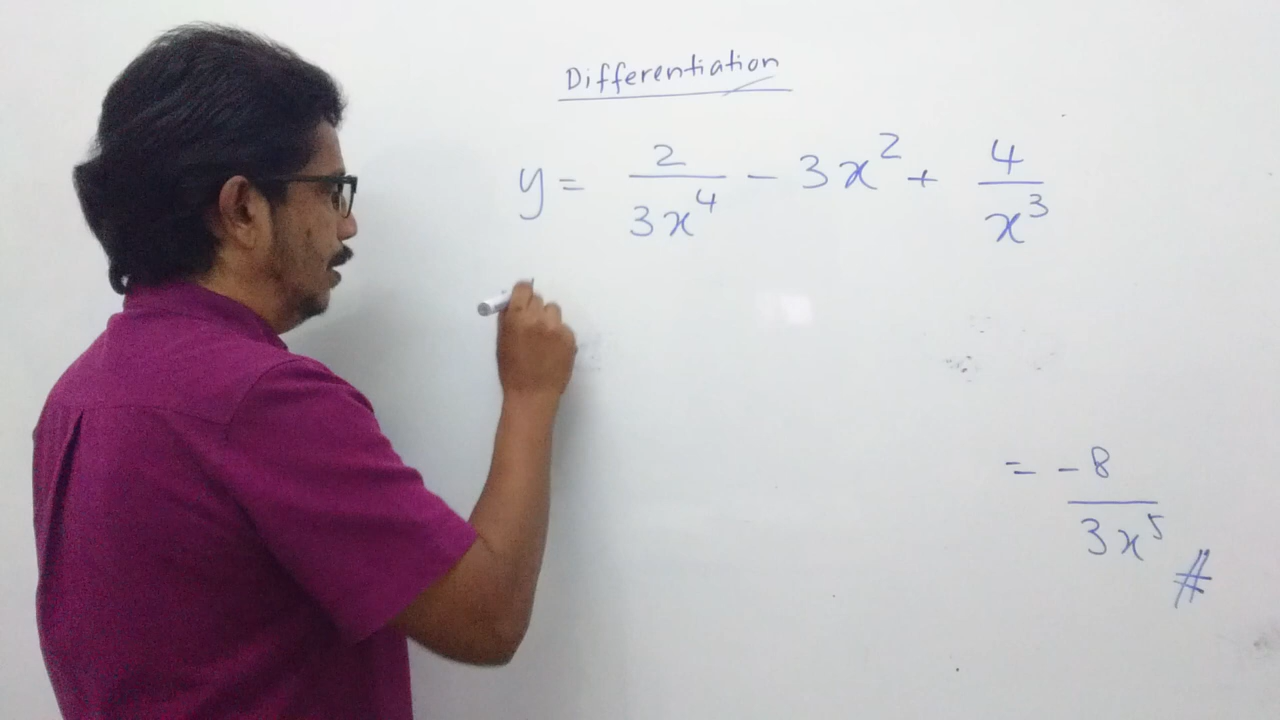 Differentiation
y = 2/3x⁴ - 3x² + 4/x³
= -8/3x⁵ #